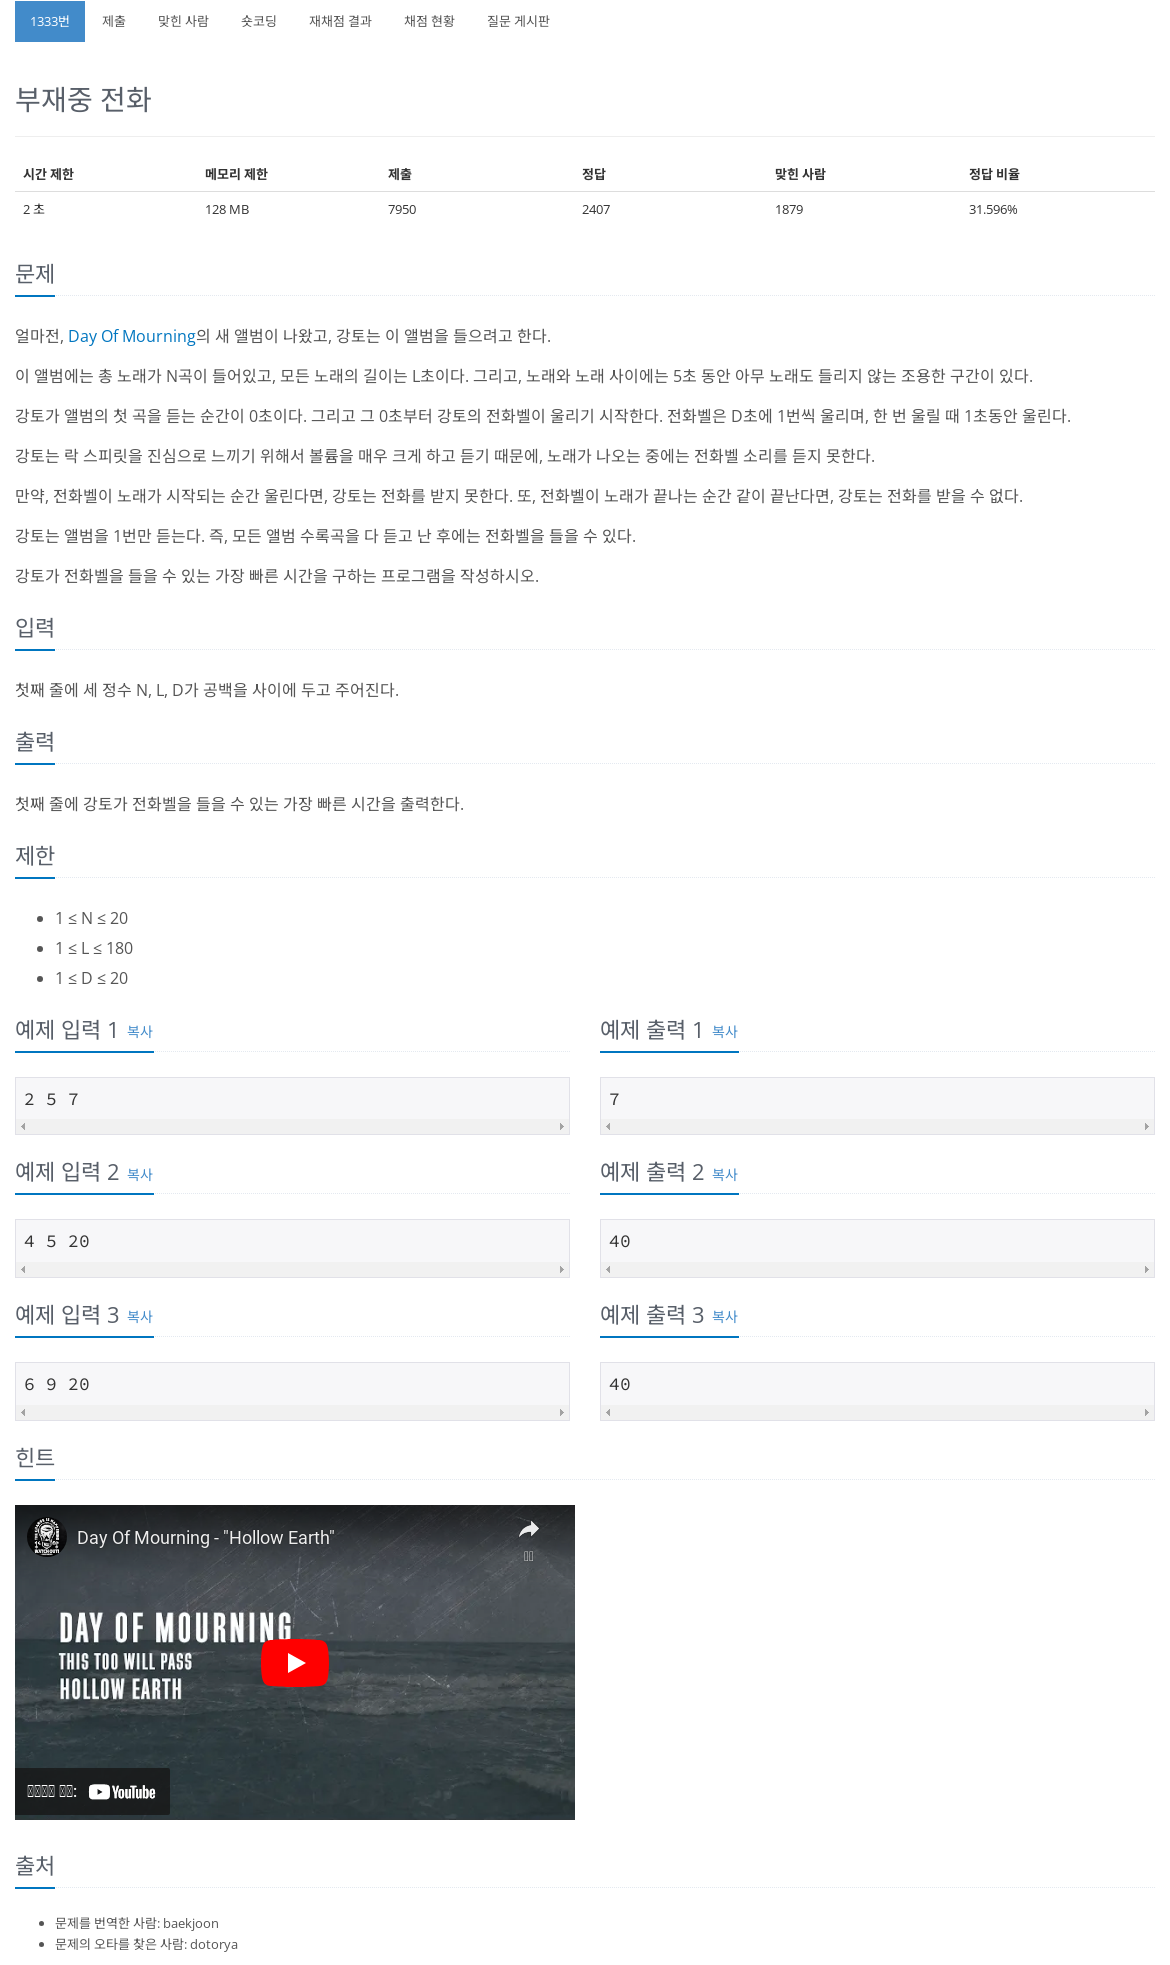 1333번 제출 맞힌 사람 숏코딩 재채점 결과 채점 현황 질문 게시판
부재중 전화
시간 제한 메모리 제한 제출 정답 맞힌 사람 정답 비율
2 초 128 MB 7950 2407 1879 31.596%
문제
얼마전, Day Of Mourning의 새 앨범이 나왔고, 강토는 이 앨범을 들으려고 한다.
이 앨범에는 총 노래가 N곡이 들어있고, 모든 노래의 길이는 L초이다. 그리고, 노래와 노래 사이에는 5초 동안 아무 노래도 들리지 않는 조용한 구간이 있다.
강토가 앨범의 첫 곡을 듣는 순간이 0초이다. 그리고 그 0초부터 강토의 전화벨이 울리기 시작한다. 전화벨은 D초에 1번씩 울리며, 한 번 울릴 때 1초동안 울린다.
강토는 락 스피릿을 진심으로 느끼기 위해서 볼륨을 매우 크게 하고 듣기 때문에, 노래가 나오는 중에는 전화벨 소리를 듣지 못한다.
만약, 전화벨이 노래가 시작되는 순간 울린다면, 강토는 전화를 받지 못한다. 또, 전화벨이 노래가 끝나는 순간 같이 끝난다면, 강토는 전화를 받을 수 없다.
강토는 앨범을 1번만 듣는다. 즉, 모든 앨범 수록곡을 다 듣고 난 후에는 전화벨을 들을 수 있다.
강토가 전화벨을 들을 수 있는 가장 빠른 시간을 구하는 프로그램을 작성하시오.
입력
첫째 줄에 세 정수 N, L, D가 공백을 사이에 두고 주어진다.
출력
첫째 줄에 강토가 전화벨을 들을 수 있는 가장 빠른 시간을 출력한다.
제한
1 ≤ N ≤ 20
1 ≤ L ≤ 180
1 ≤ D ≤ 20
예제 입력 1 복사
2 5 7
예제 출력 1 복사
7
예제 입력 2 복사
4 5 20
예제 출력 2 복사
40
예제 입력 3 복사
6 9 20
예제 출력 3 복사
40
힌트
Day Of Mourning - "Hollow Earth"
DAY OF MOURNING
THIS TOO WILL PASS
HOLLOW EARTH
YouTube
출처
문제를 번역한 사람: baekjoon
문제의 오타를 찾은 사람: dotorya